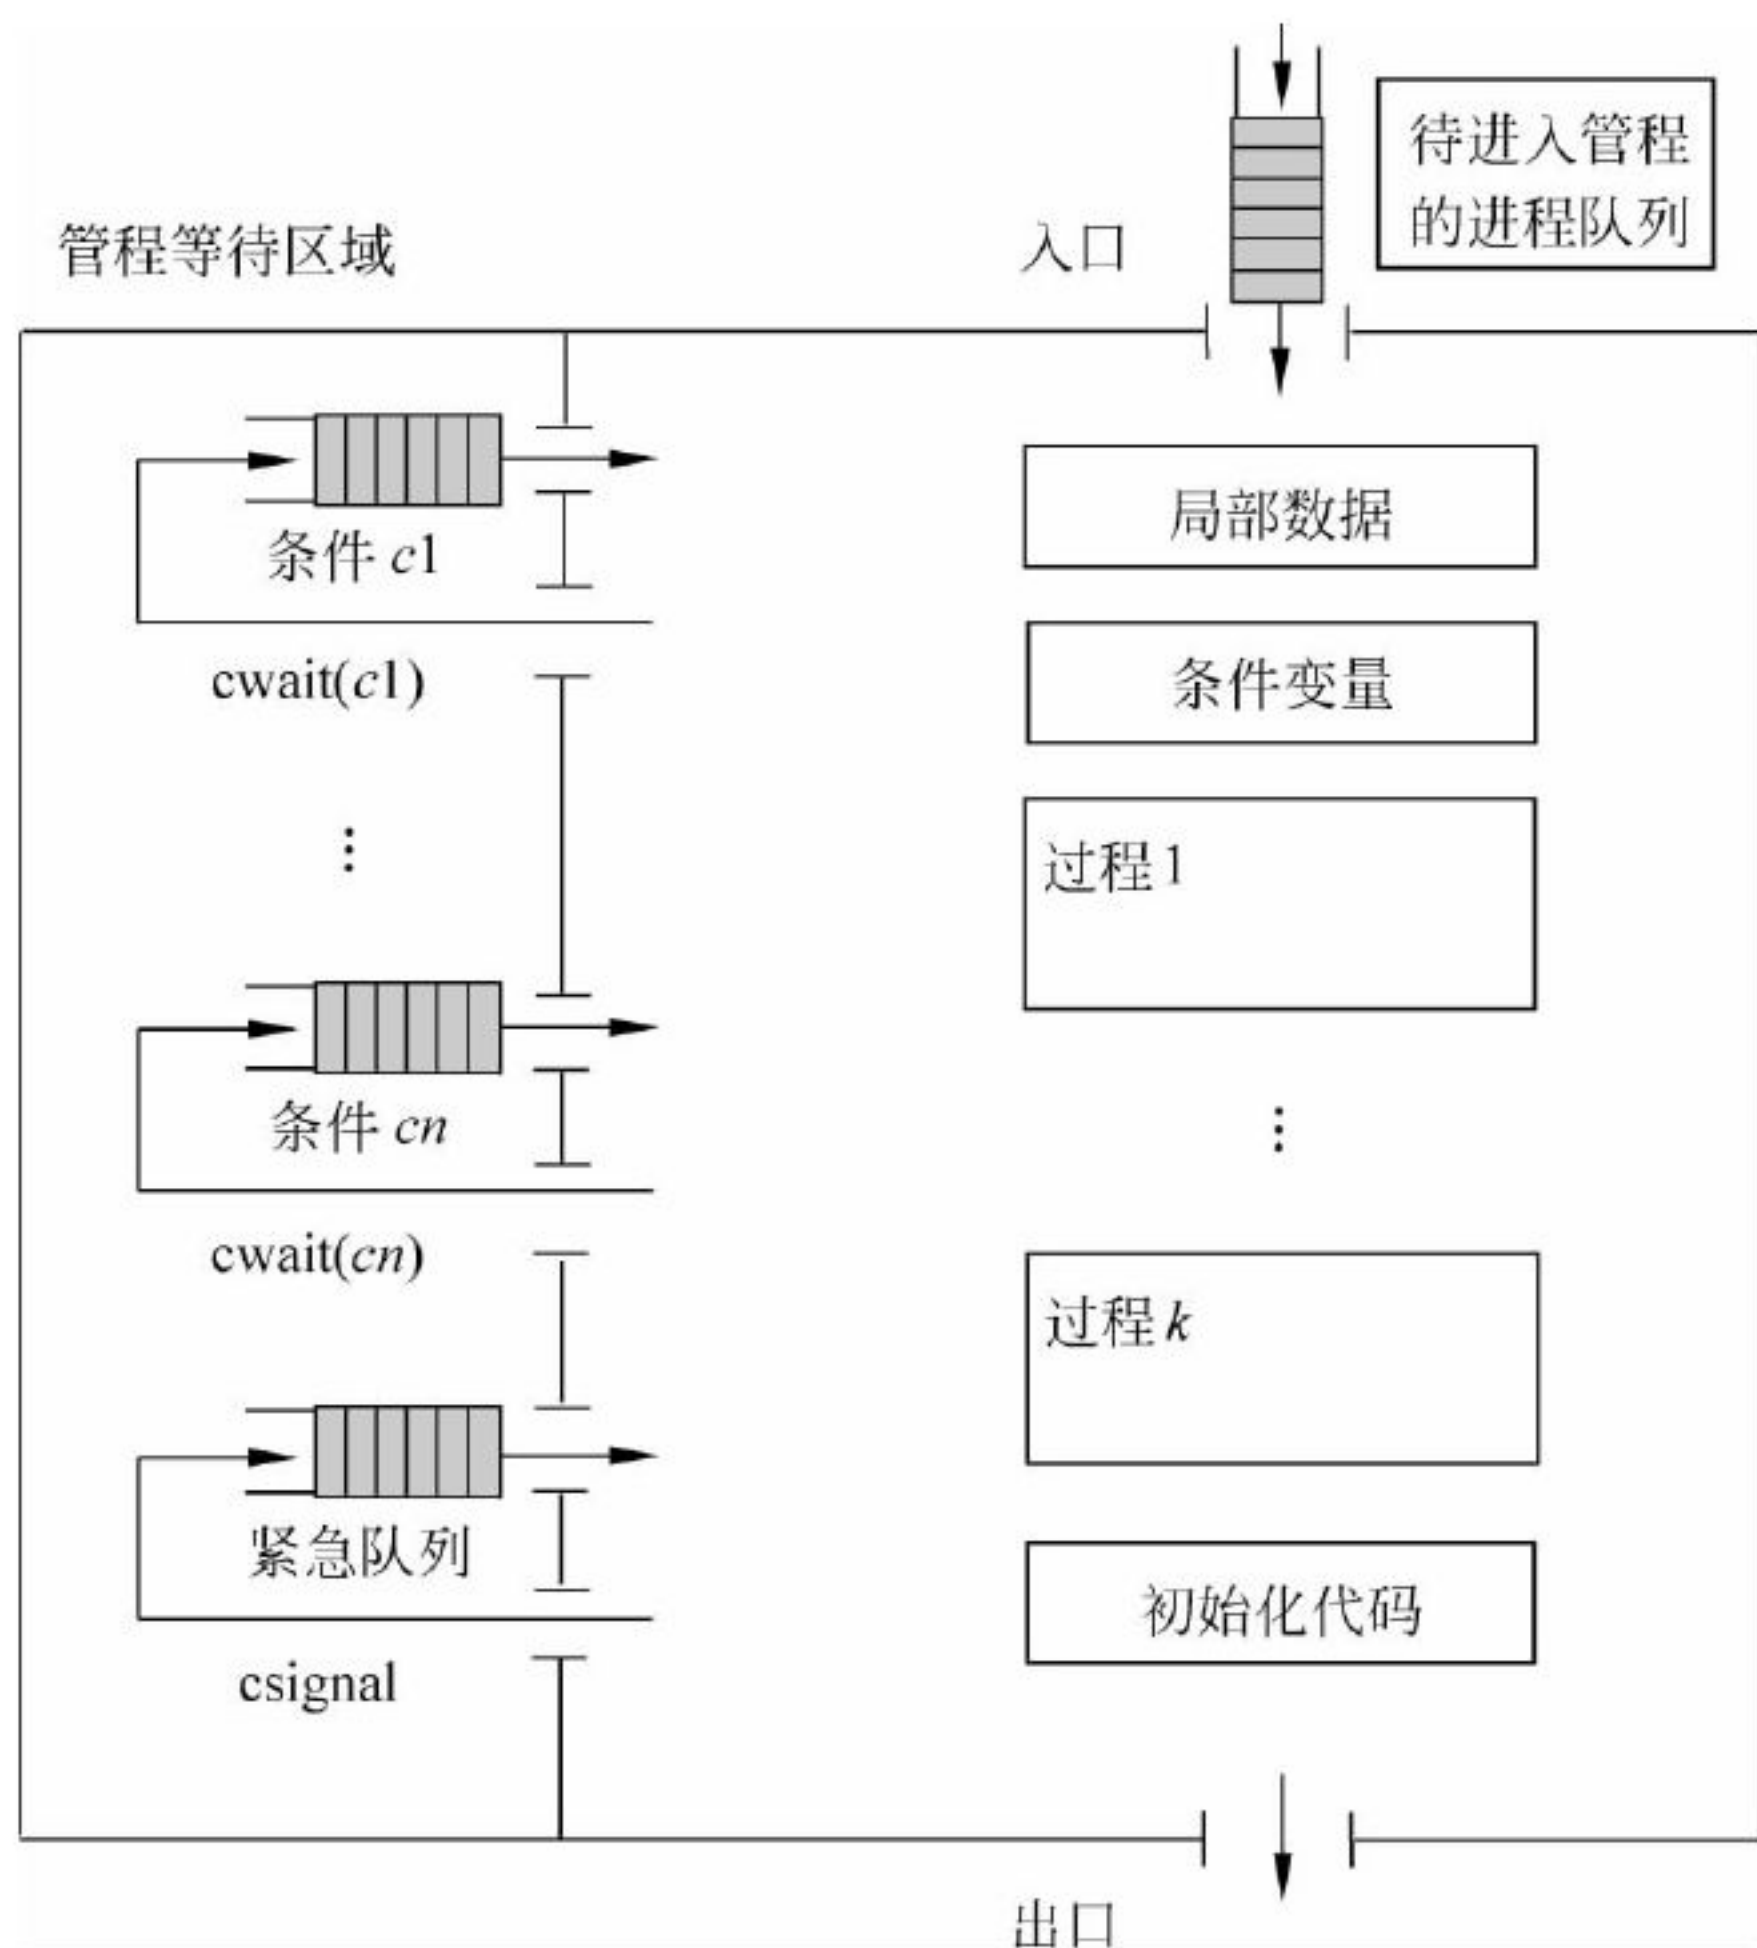 待进入管程
的进程队列
管程等待区域
入口
条件 c1
cwait(c1)
⋮
条件 cn
cwait(cn)
紧急队列
csignal
局部数据
条件变量
过程1
⋮
过程k
初始化代码
出口